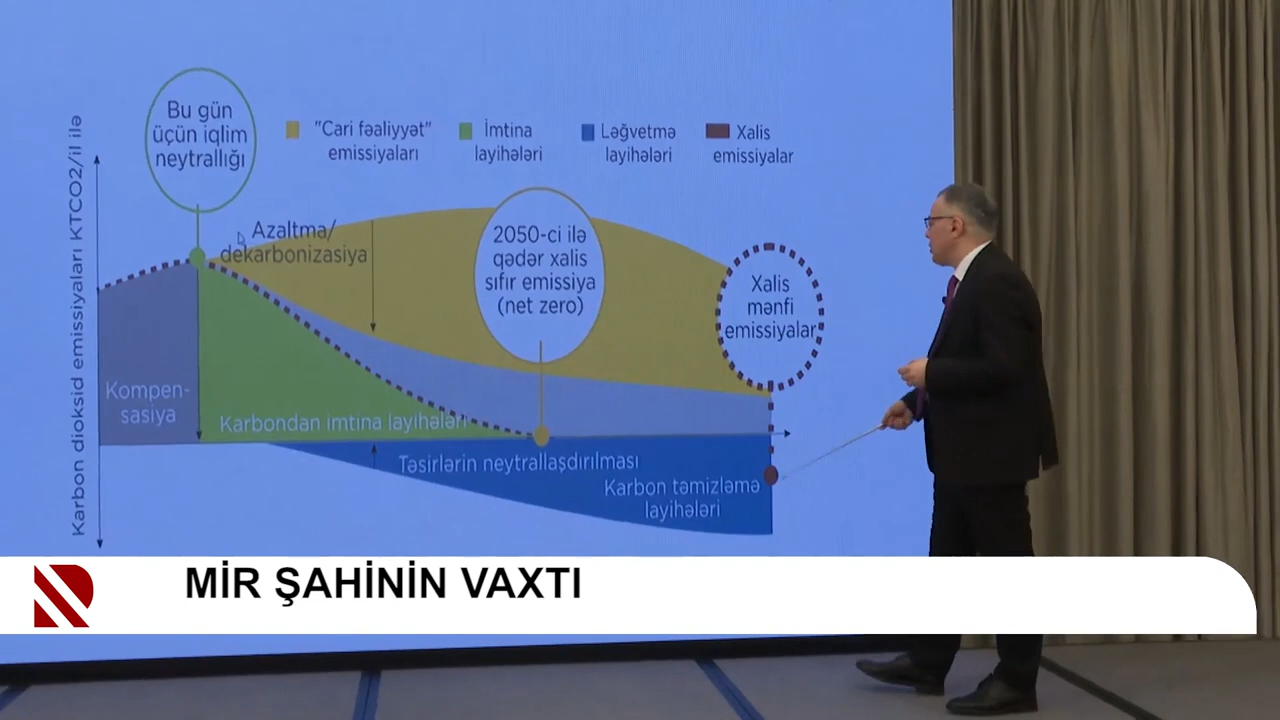 Bu gün
üçün iqlim
neytrallığı
"Cari fəaliyyət"
emissiyaları
İmtina
layihələri
Ləğvetmə
layihələri
Xalis
emissiyalar
Karbon dioksid emissiyaları KTCO2/il ilə
Azaltma/
dekarbonizasiya
2050-ci ilə
qədər xalis
sıfır emissiya
(net zero)
Xalis
mənfi
emissiyalar
Kompen-
sasiya
Karbondan imtina layihələri
Təsirlərin neytrallaşdırılması
Karbon təmizləmə
layihələri
MİR ŞAHİNİN VAXTI